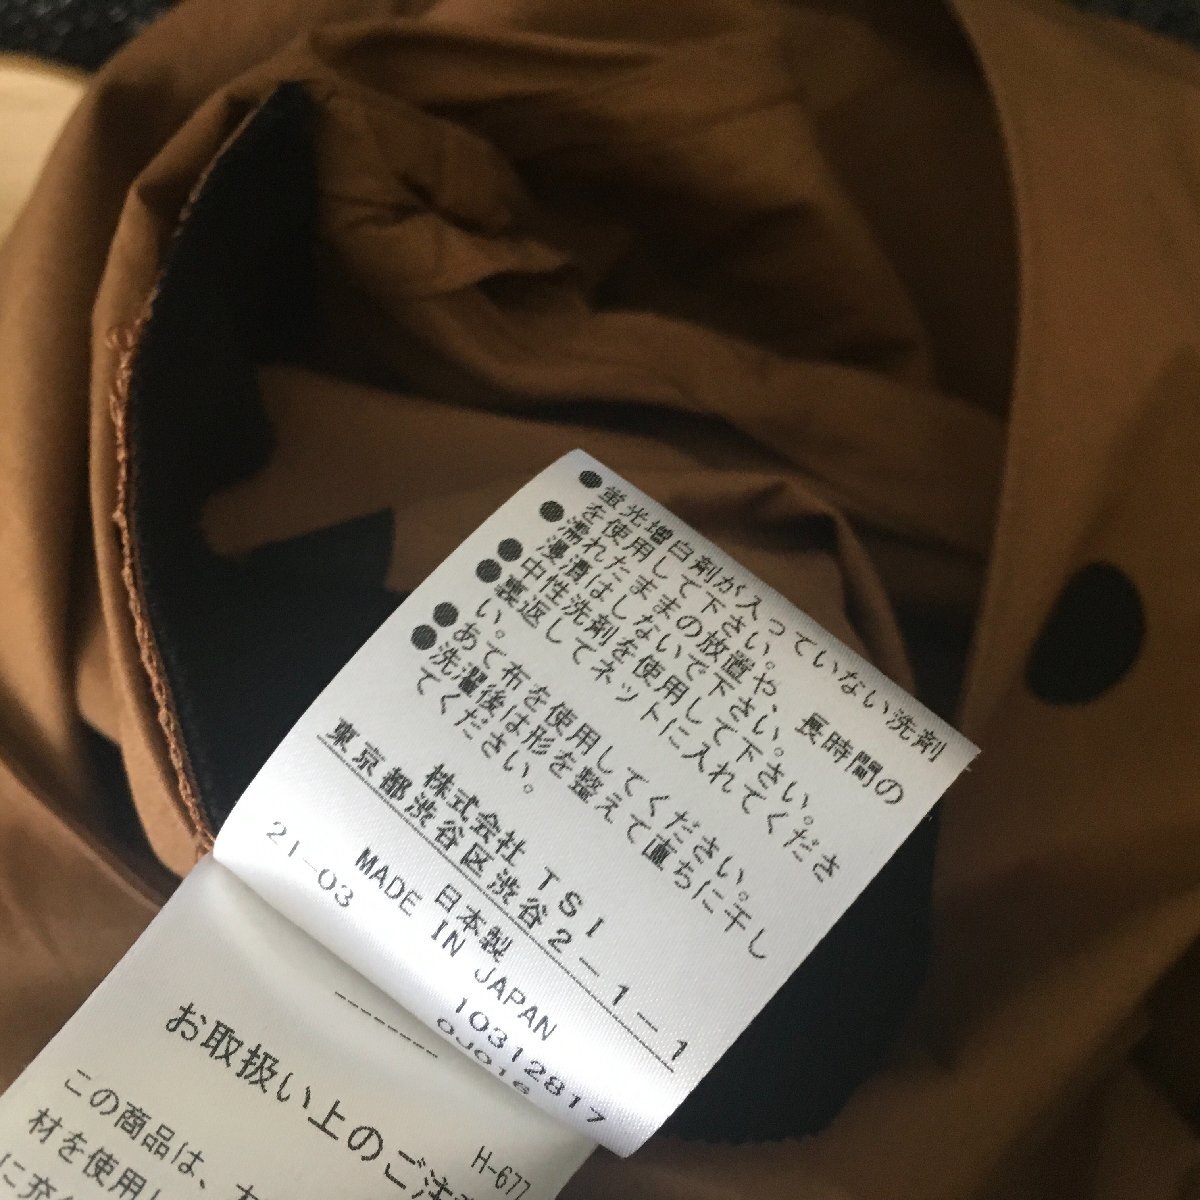 ●蛍光増白剤が入っていない洗剤
を使用して下さい。
●濡れたままの放置や、長時間の
浸漬はしないで下さい。
●中性洗剤を使用して下さい。
●裏返してネットに入れてくださ
い。
●あて布を使用してください。
●洗濯後は形を整えて直ちに干し
てください。
株式会社 TSI
東京都渋谷区渋谷2-1-1
日本製
MADE IN JAPAN
21-03
10312817
0J016
-------
お取扱い上のご注
H-677
この商品は、
材を使用し
に充